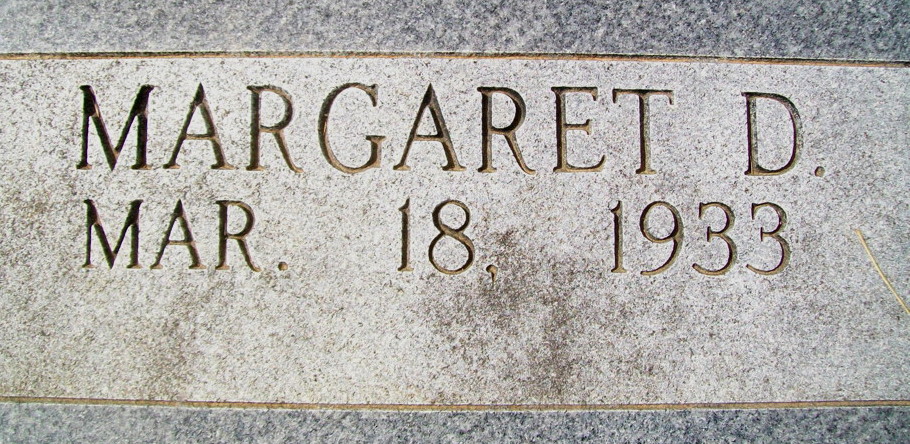 MARGARET D.
MAR. 18, 1933